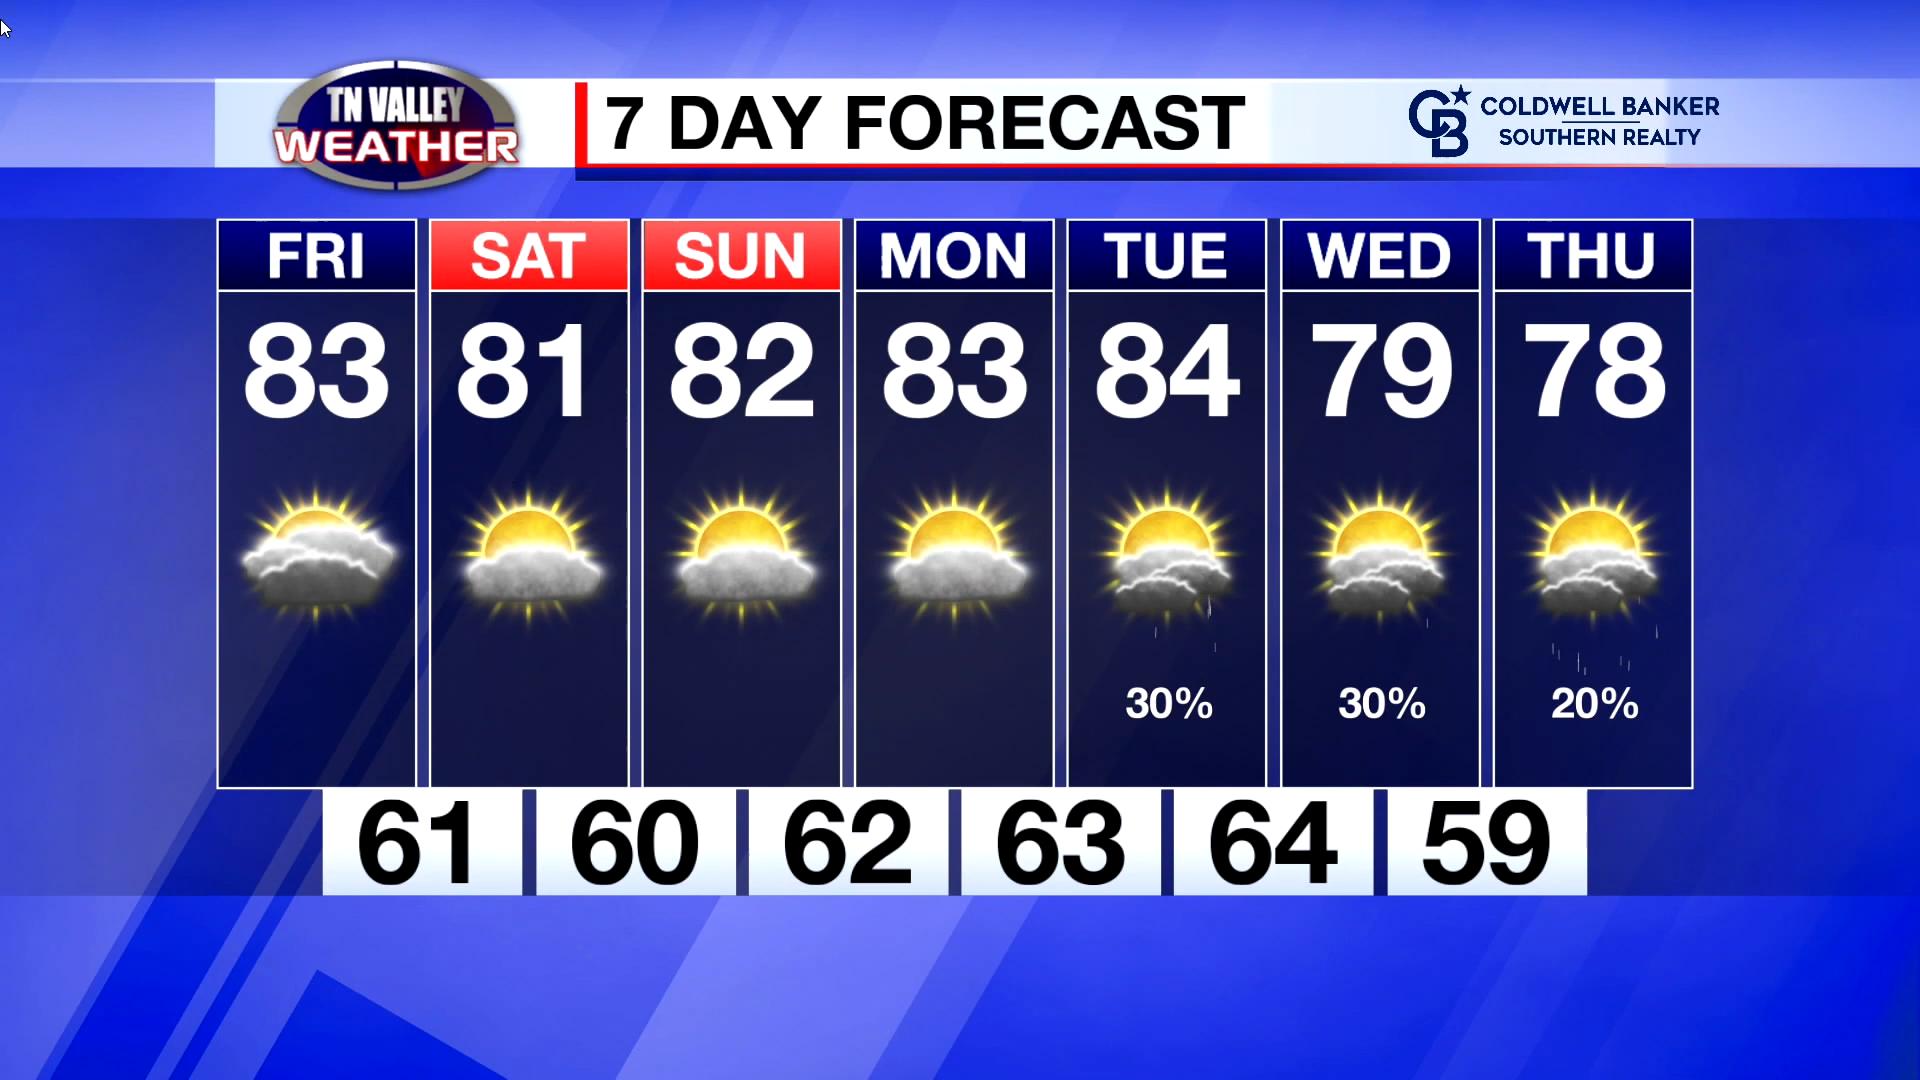 TN VALLEY
WEATHER
7 DAY FORECAST
CB
COLDWELL BANKER
SOUTHERN REALTY
FRI SAT SUN MON TUE WED THU
83 81 82 83 84 79 78
30% 30% 20%
61 60 62 63 64 59